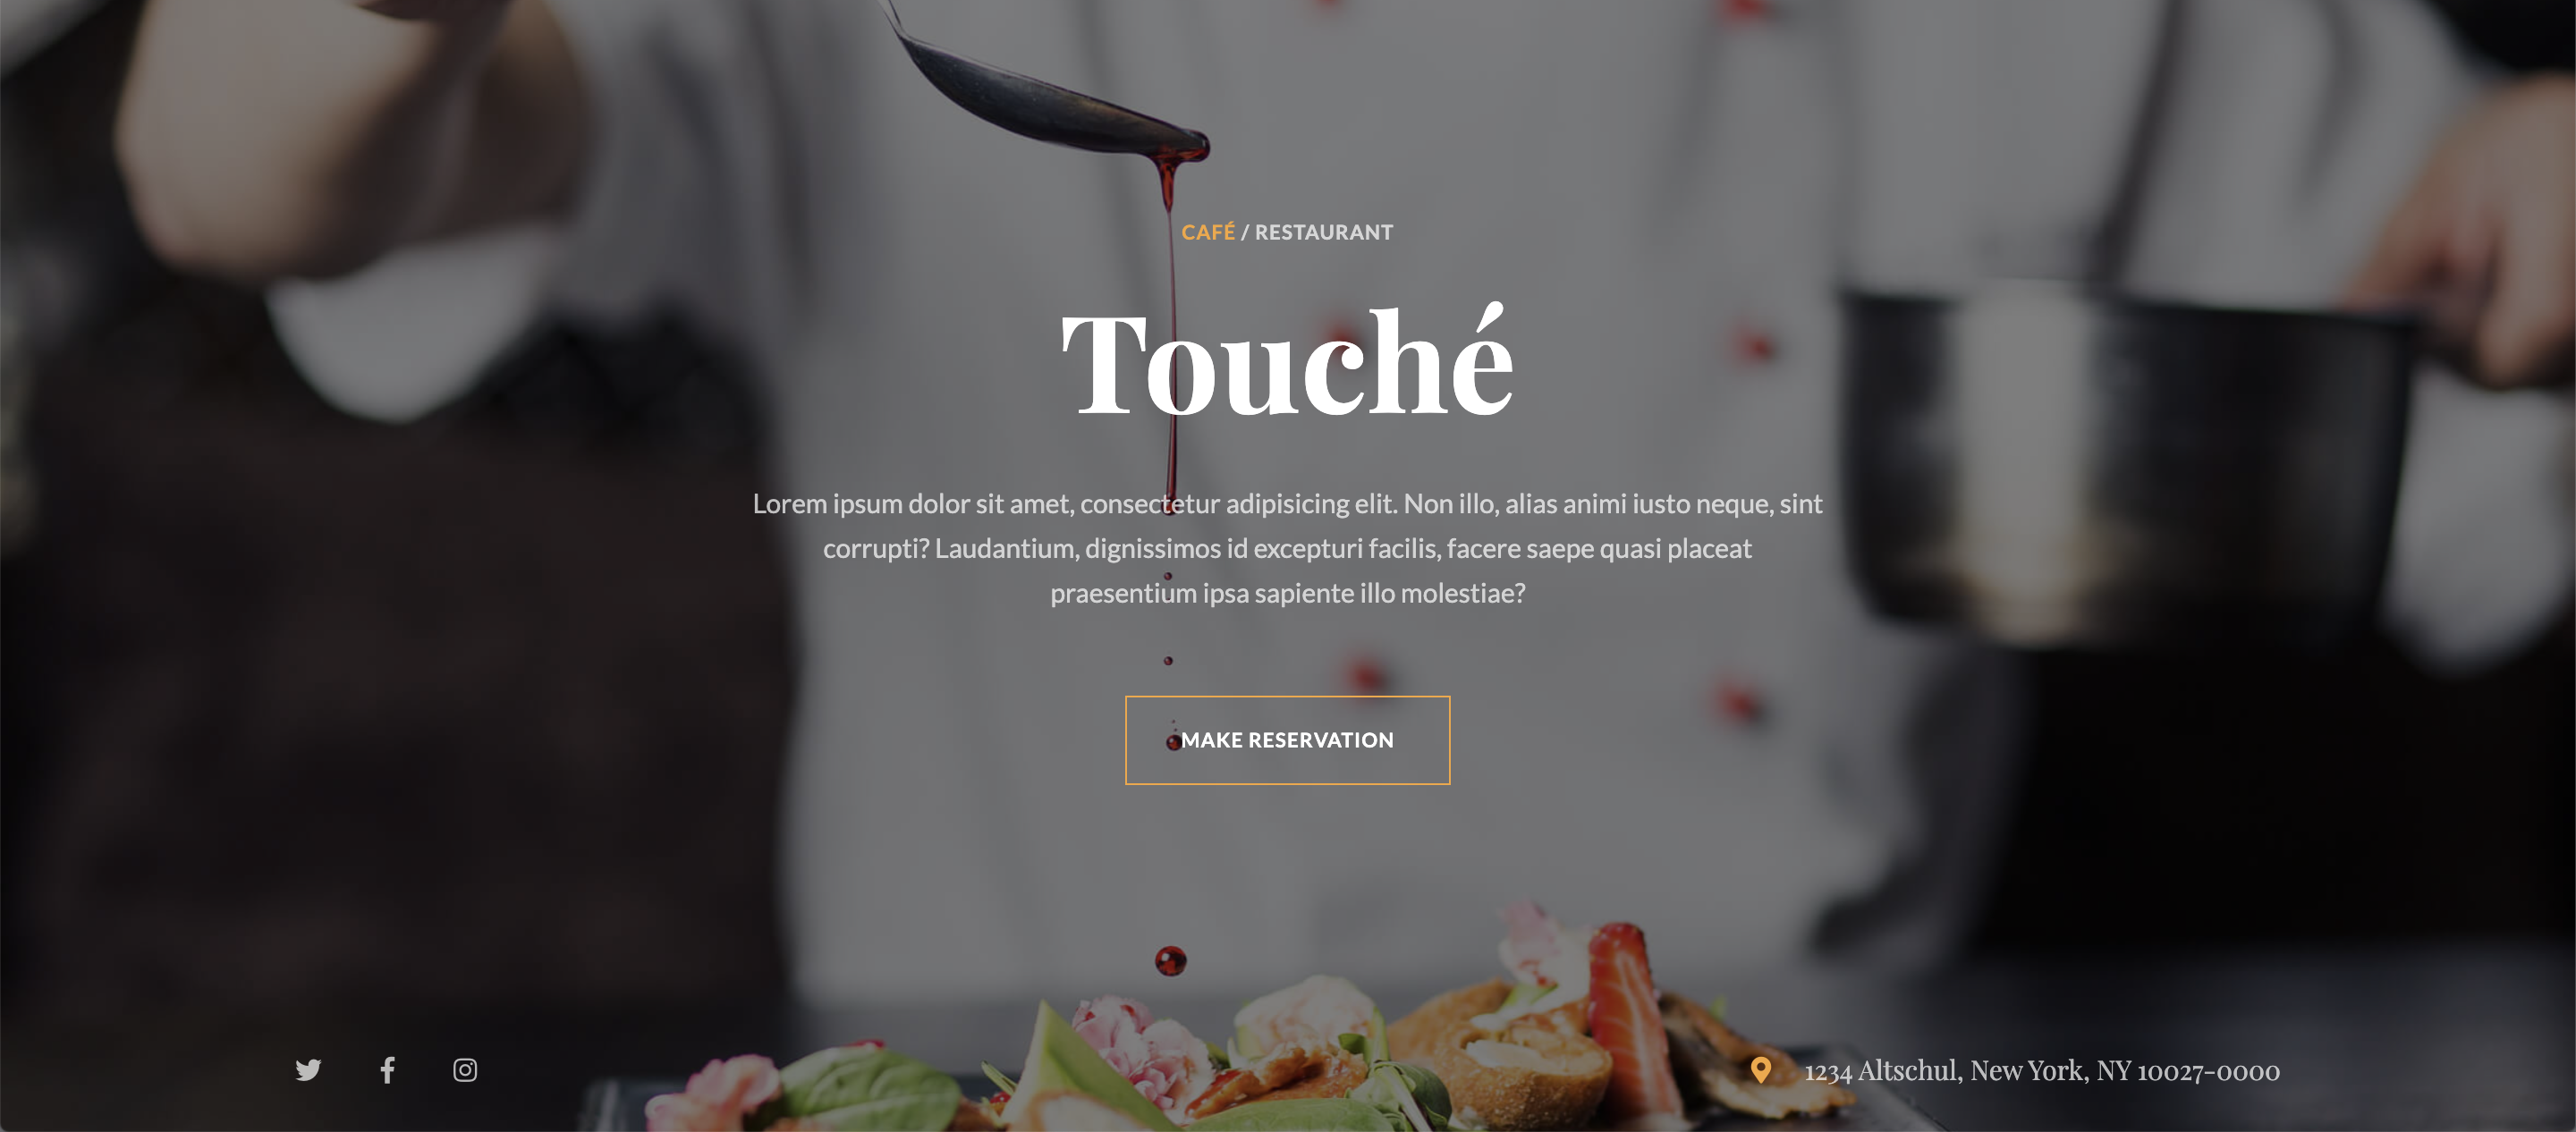 CAFÉ / RESTAURANT
Touché
Lorem ipsum dolor sit amet, consectetur adipisicing elit. Non illo, alias animi iusto neque, sint
corrupti? Laudantium, dignissimos id excepturi facilis, facere saepe quasi placeat
praesentium ipsa sapiente illo molestiae?
MAKE RESERVATION
1234 Altschul, New York, NY 10027-0000